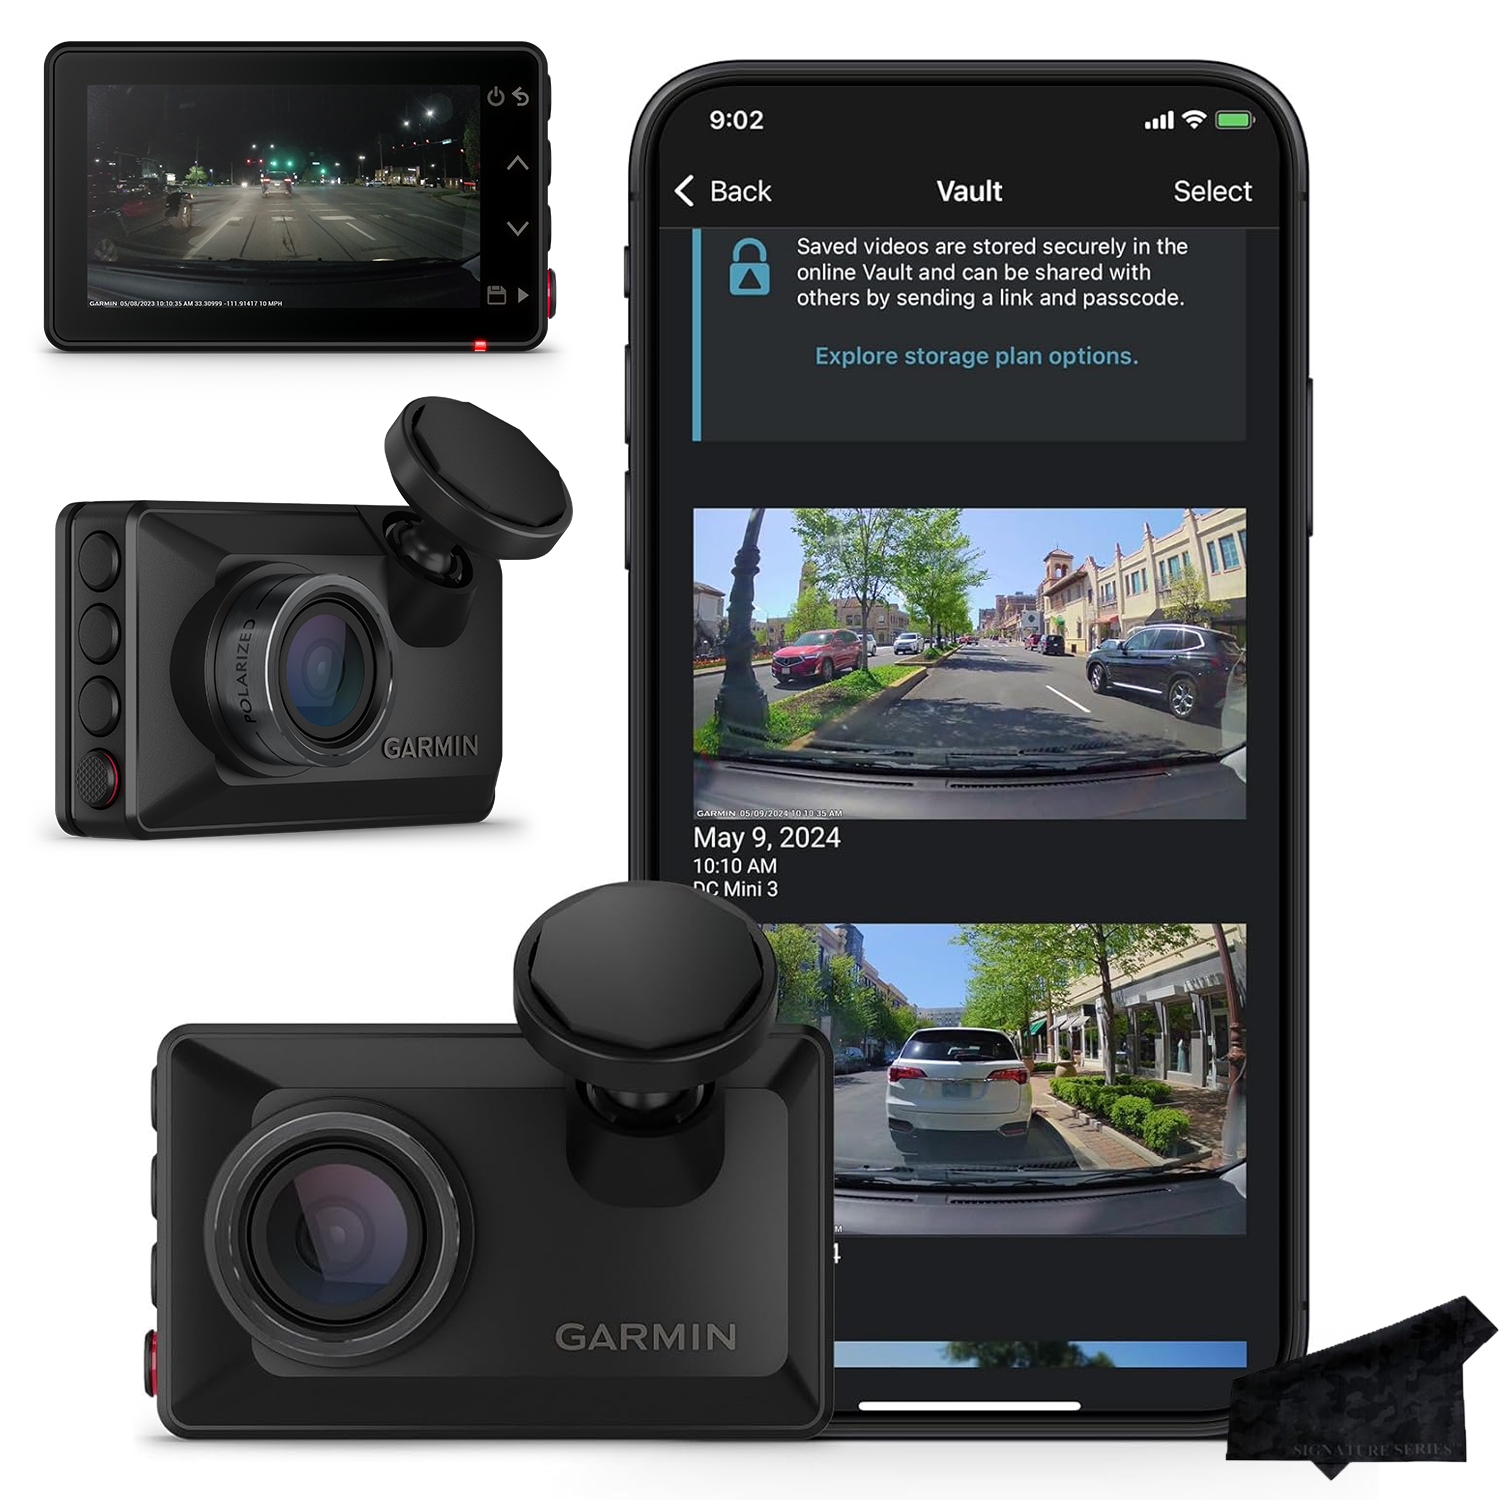 GARMIN 05/08/2023 10:10:35 AM 33.30999 -111.91417 10 MPH
POLARIZED
GARMIN
9:02
Back
Vault
Select
Saved videos are stored securely in the
online Vault and can be shared with
others by sending a link and passcode.
Explore storage plan options.
GARMIN 05/09/2024 10:10:35 AM
May 9, 2024
10:10 AM
DC Mini 3
M
4
GARMIN
SIGNATURE SERIES